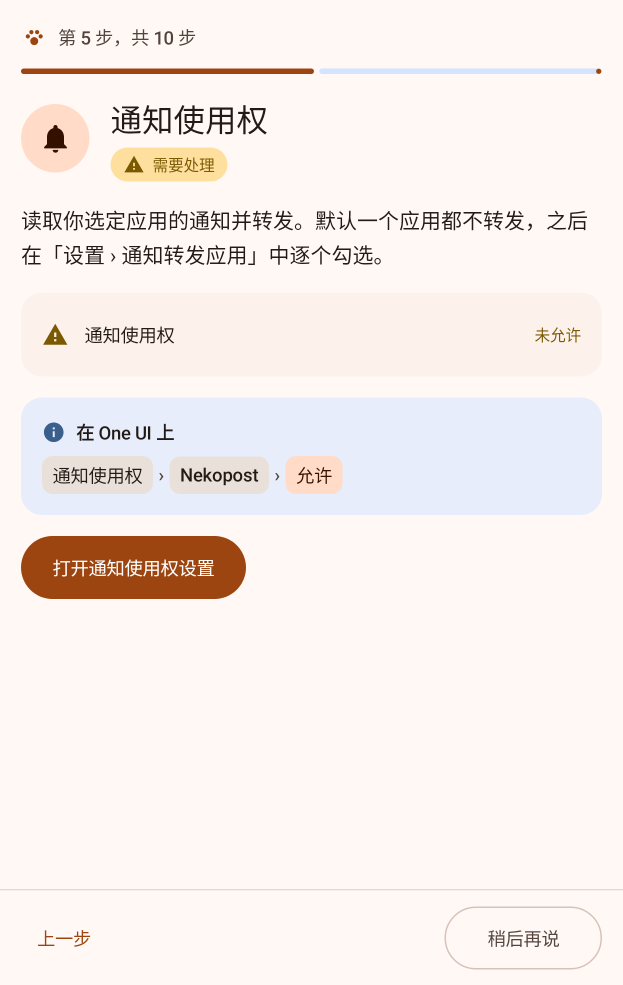 第 5 步，共 10 步
通知使用权
需要处理
读取你选定应用的通知并转发。默认一个应用都不转发，之后
在「设置 › 通知转发应用」中逐个勾选。
通知使用权 未允许
在 One UI 上
通知使用权 › Nekopost › 允许
打开通知使用权设置
上一步 稍后再说